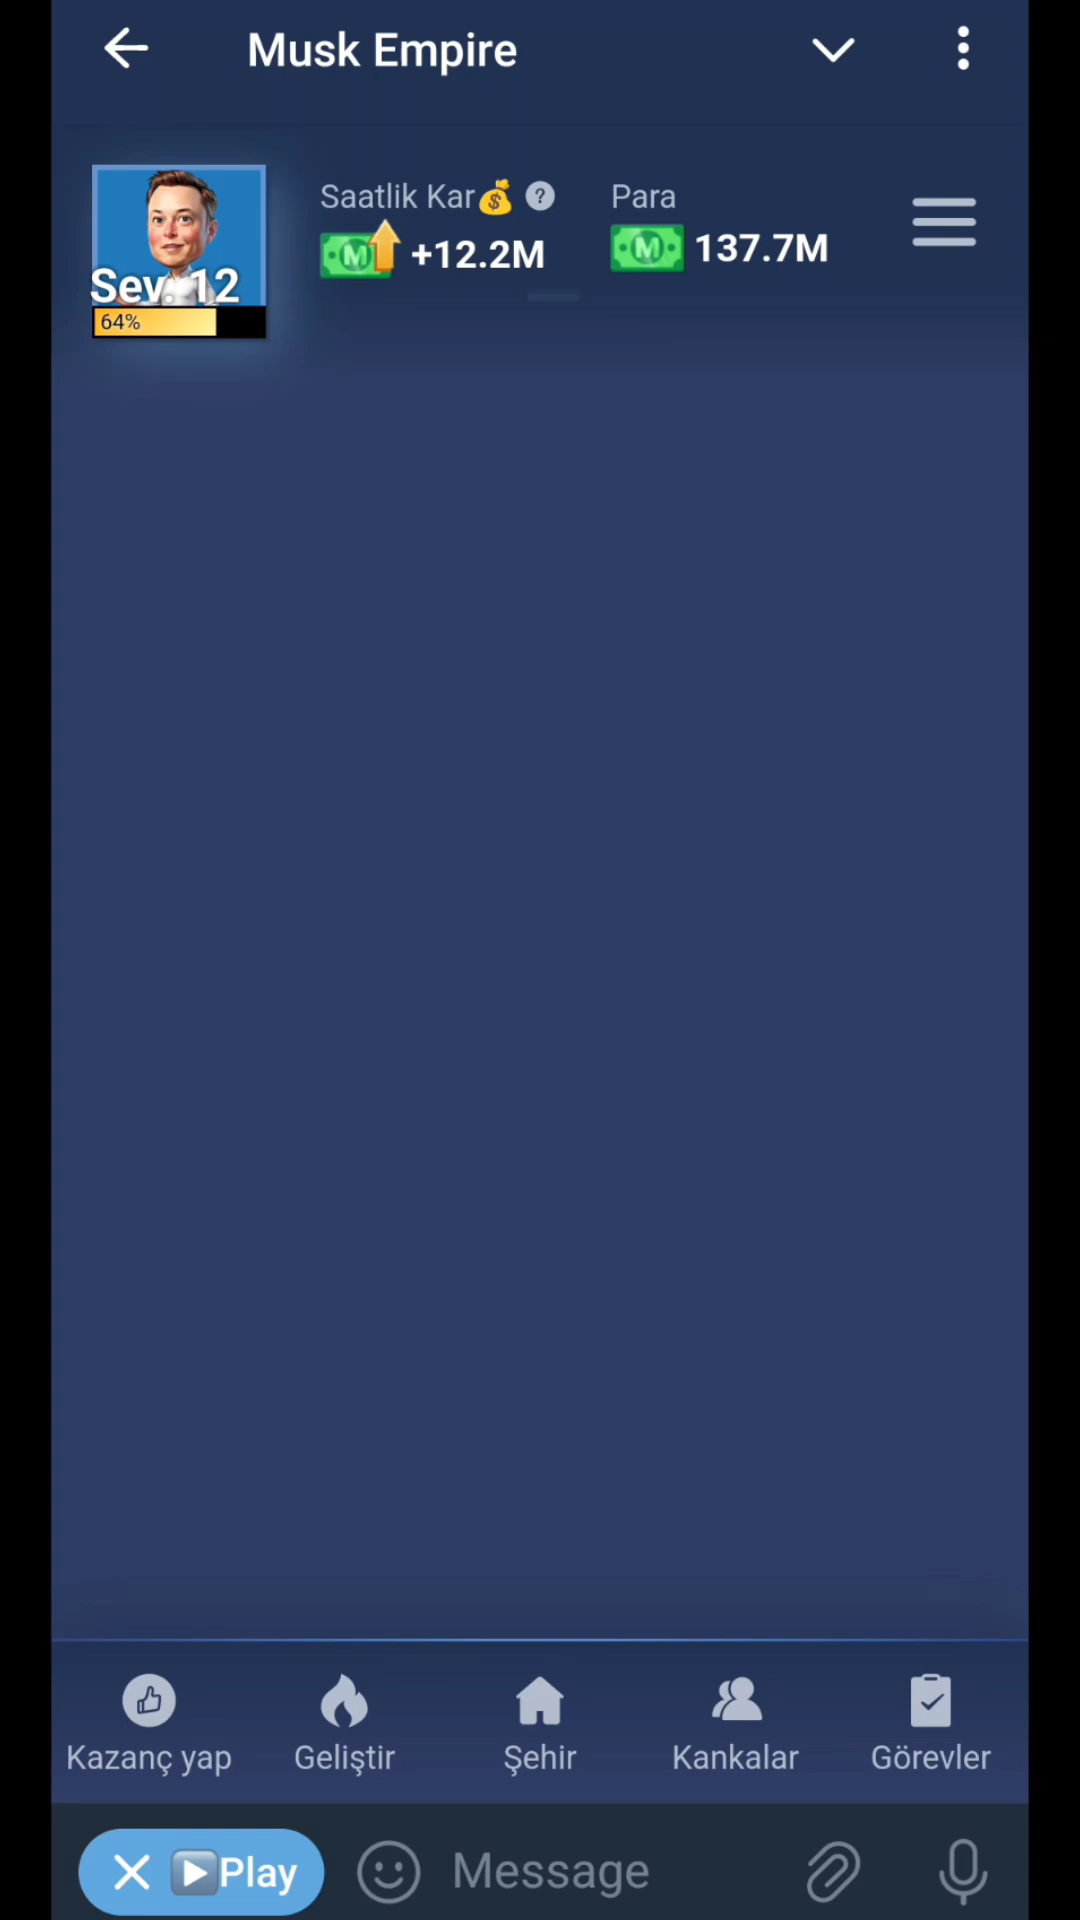 Musk Empire
Saatlik Kar ?
Para
+12.2M
137.7M
Sev. 12
64%
Kazanç yap
Geliştir
Şehir
Kankalar
Görevler
Play
Message